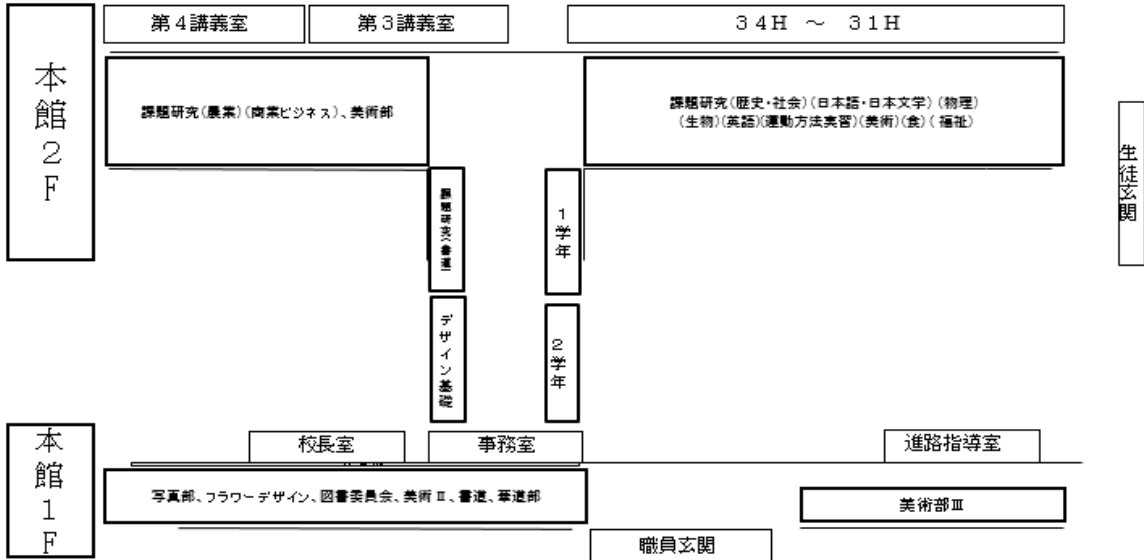 本館2F
第4講義室
第3講義室
34H ～ 31H
課題研究(農業)(商業ビジネス)、美術部
課題研究(歴史・社会)(日本語・日本文学)(物理)
(生物)(英語)(運動方法実習)(美術)(食)(福祉)
生徒玄関
課題研究(書道)
1学年
デザイン基礎
2学年
本館1F
校長室
事務室
進路指導室
写真部、フラワーデザイン、図書委員会、美術Ⅱ、書道、華道部
美術部Ⅲ
職員玄関